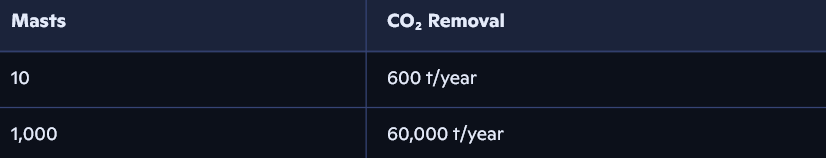 Masts CO₂ Removal
10 600 t/year
1,000 60,000 t/year